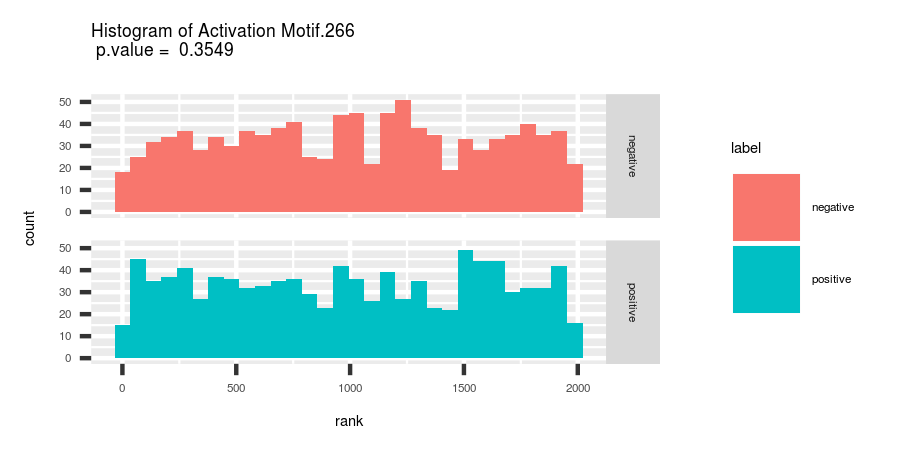 Histogram of Activation Motif.266
p.value = 0.3549
count
50
40
30
20
10
0
negative
50
40
30
20
10
0
positive
0
500
1000
1500
2000
rank
label
negative
positive